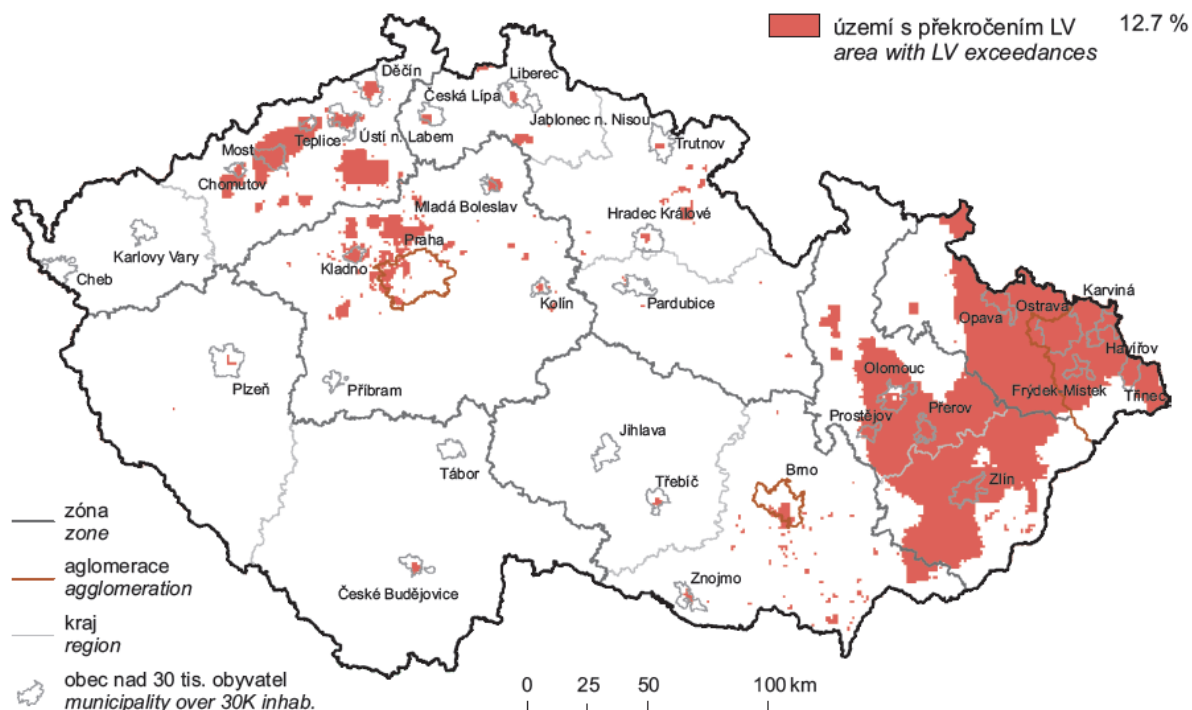 území s překročením LV 12.7 %
area with LV exceedances
Děčín
Liberec
Česká Lípa
Jablonec n. Nisou
Teplice
Ústí n. Labem
Trutnov
Most
Chomutov
Mladá Boleslav
Hradec Králové
Karlovy Vary
Praha
Cheb
Kladno
Kolín
Pardubice
Karviná
Ostrava
Opava
Havířov
Plzeň
Příbram
Olomouc
Frýdek-Místek
Třinec
Prostějov
Přerov
Jihlava
Tábor
Třebíč
Brno
Zlín
České Budějovice
Znojmo
zóna
zone
aglomerace
agglomeration
kraj
region
obec nad 30 tis. obyvatel
municipality over 30K inhab.
0 25 50 100 km